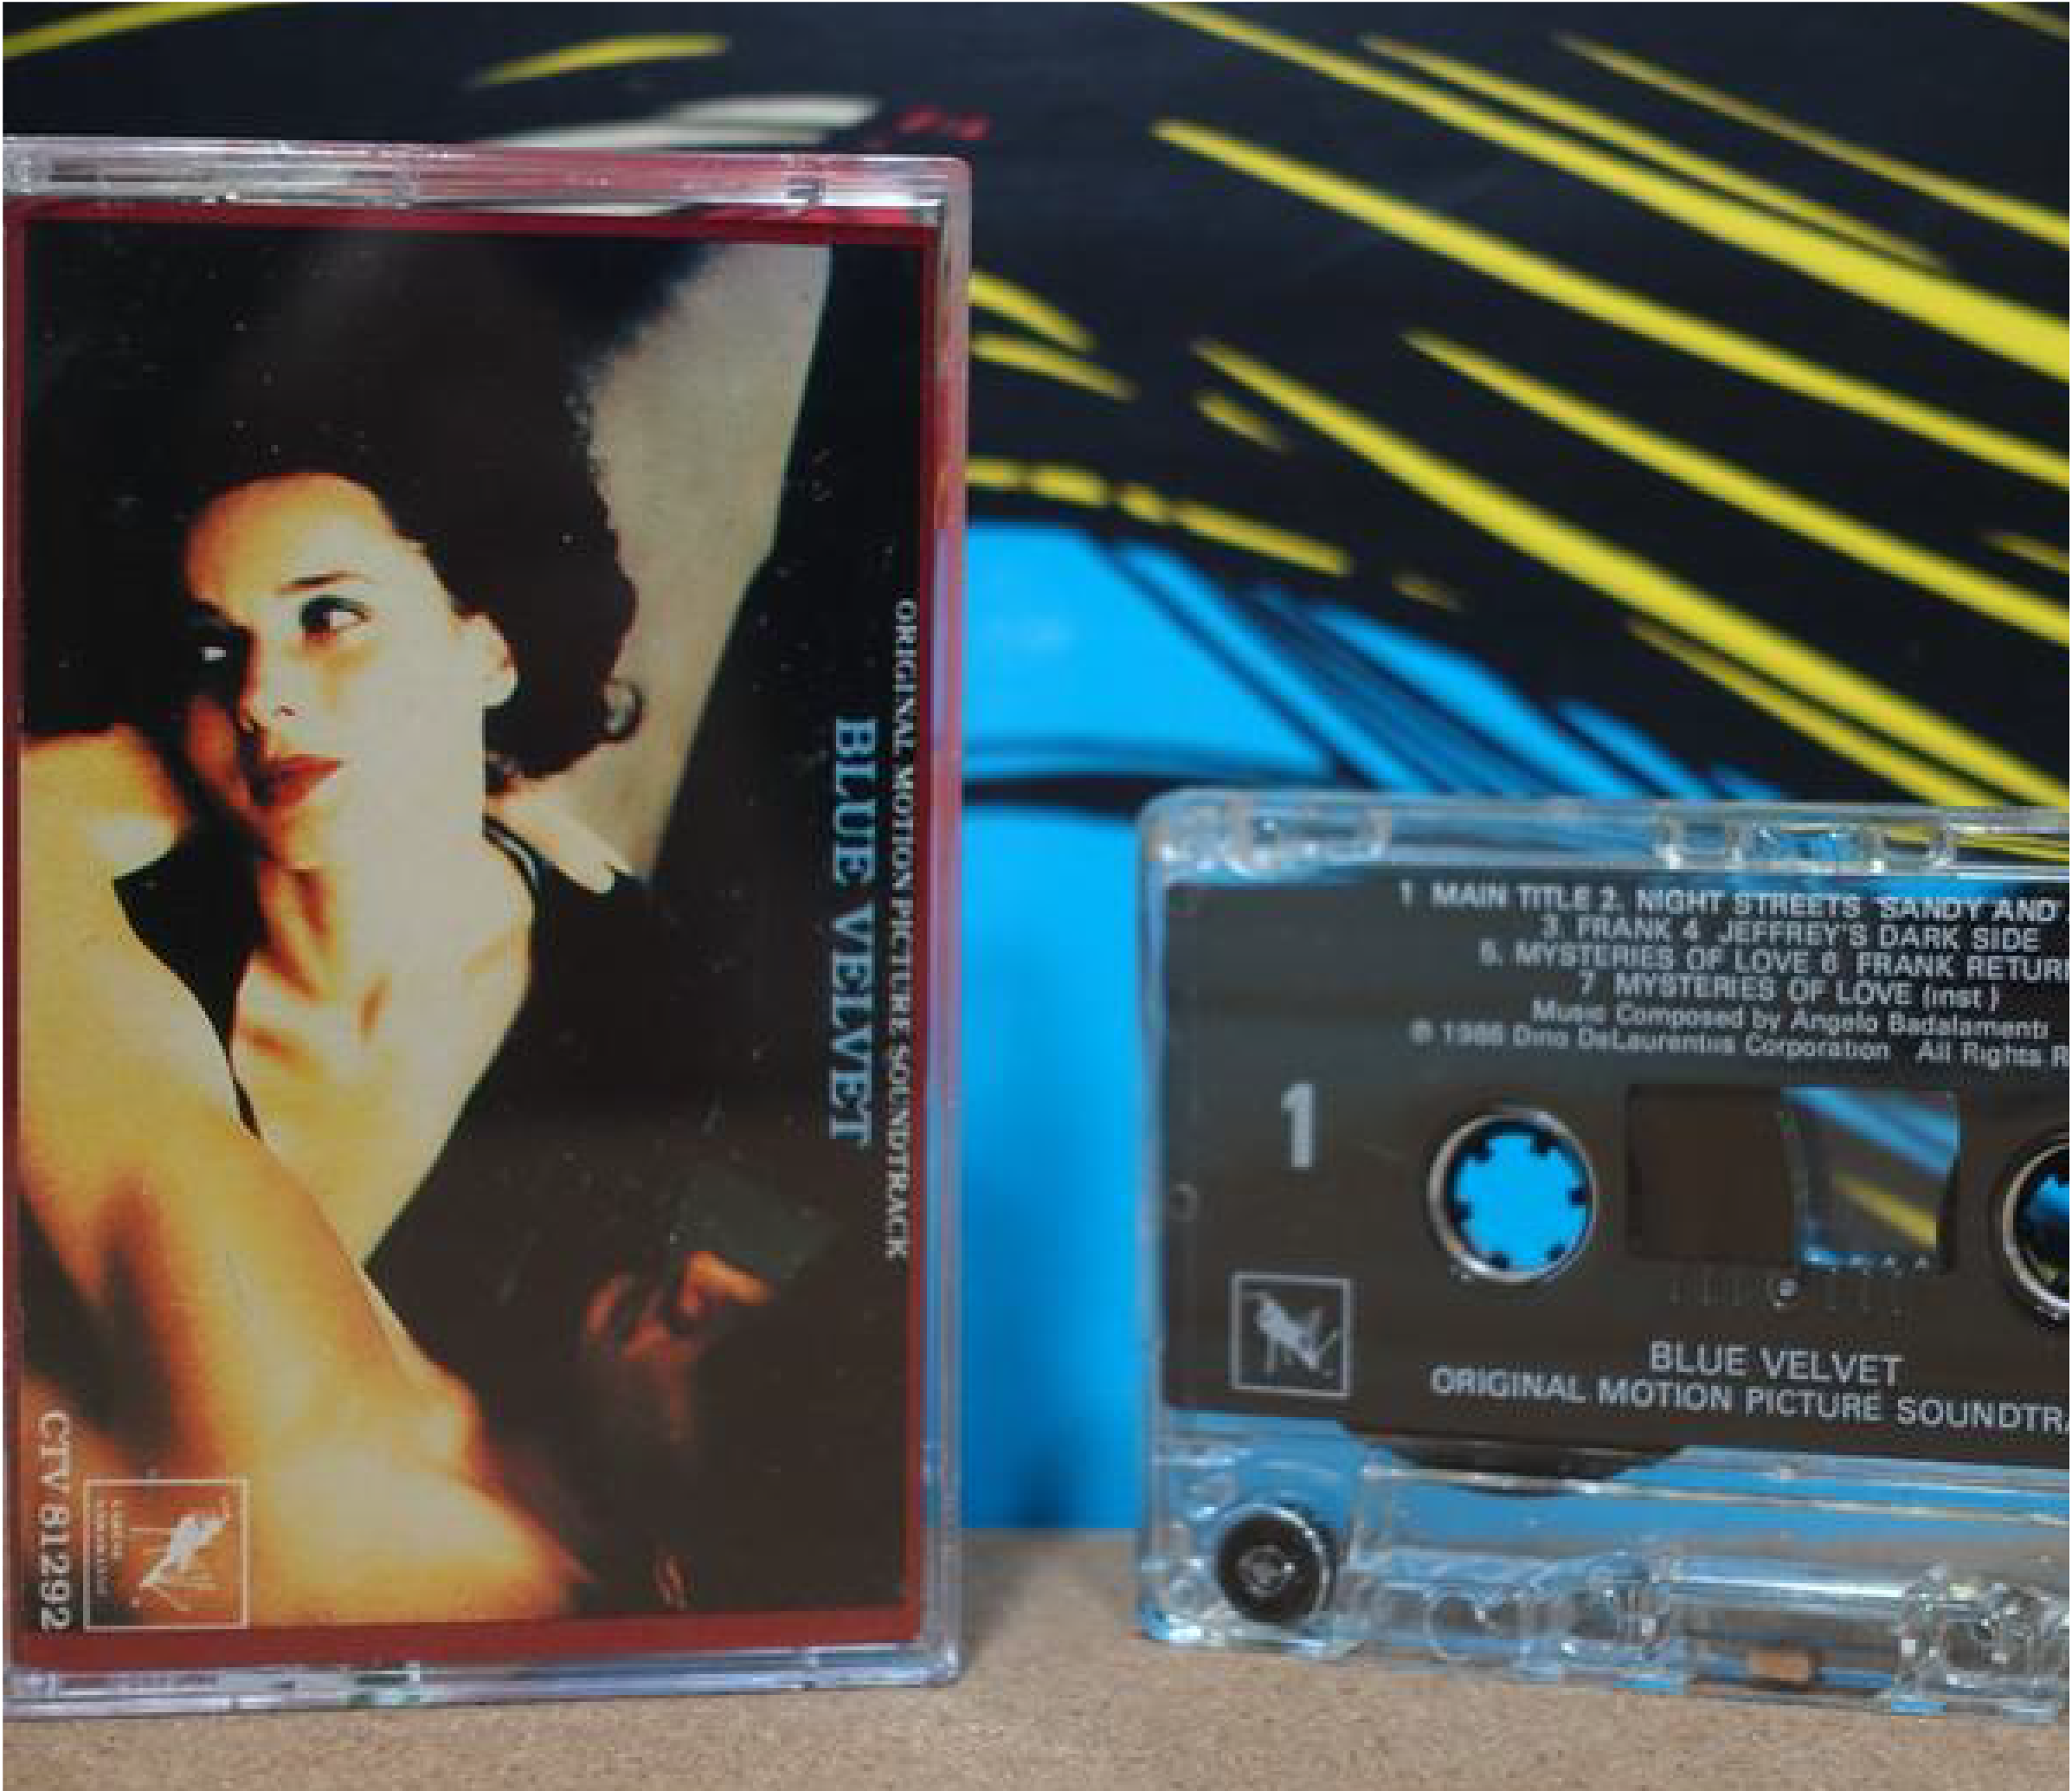 ORIGINAL MOTION PICTURE SOUNDTRACK
BLUE VELVET
CTV 81292
1 MAIN TITLE 2. NIGHT STREETS SANDY AND
3. FRANK 4 JEFFREY'S DARK SIDE
5. MYSTERIES OF LOVE 6 FRANK RETURN
7 MYSTERIES OF LOVE (inst)
Music Composed by Angelo Badalamenti
℗ 1986 Dino DeLaurentiis Corporation All Rights R
1
BLUE VELVET
ORIGINAL MOTION PICTURE SOUNDTRA